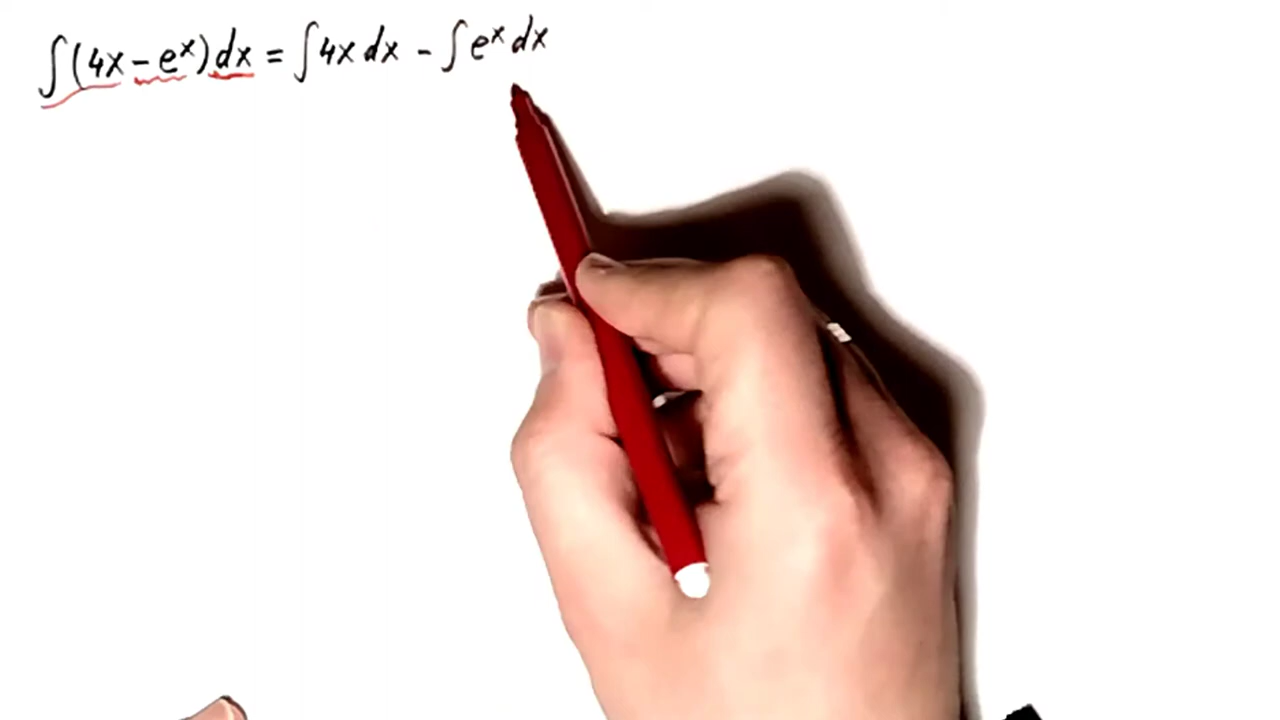 ∫(4x − eˣ)dx = ∫4x dx − ∫eˣ dx